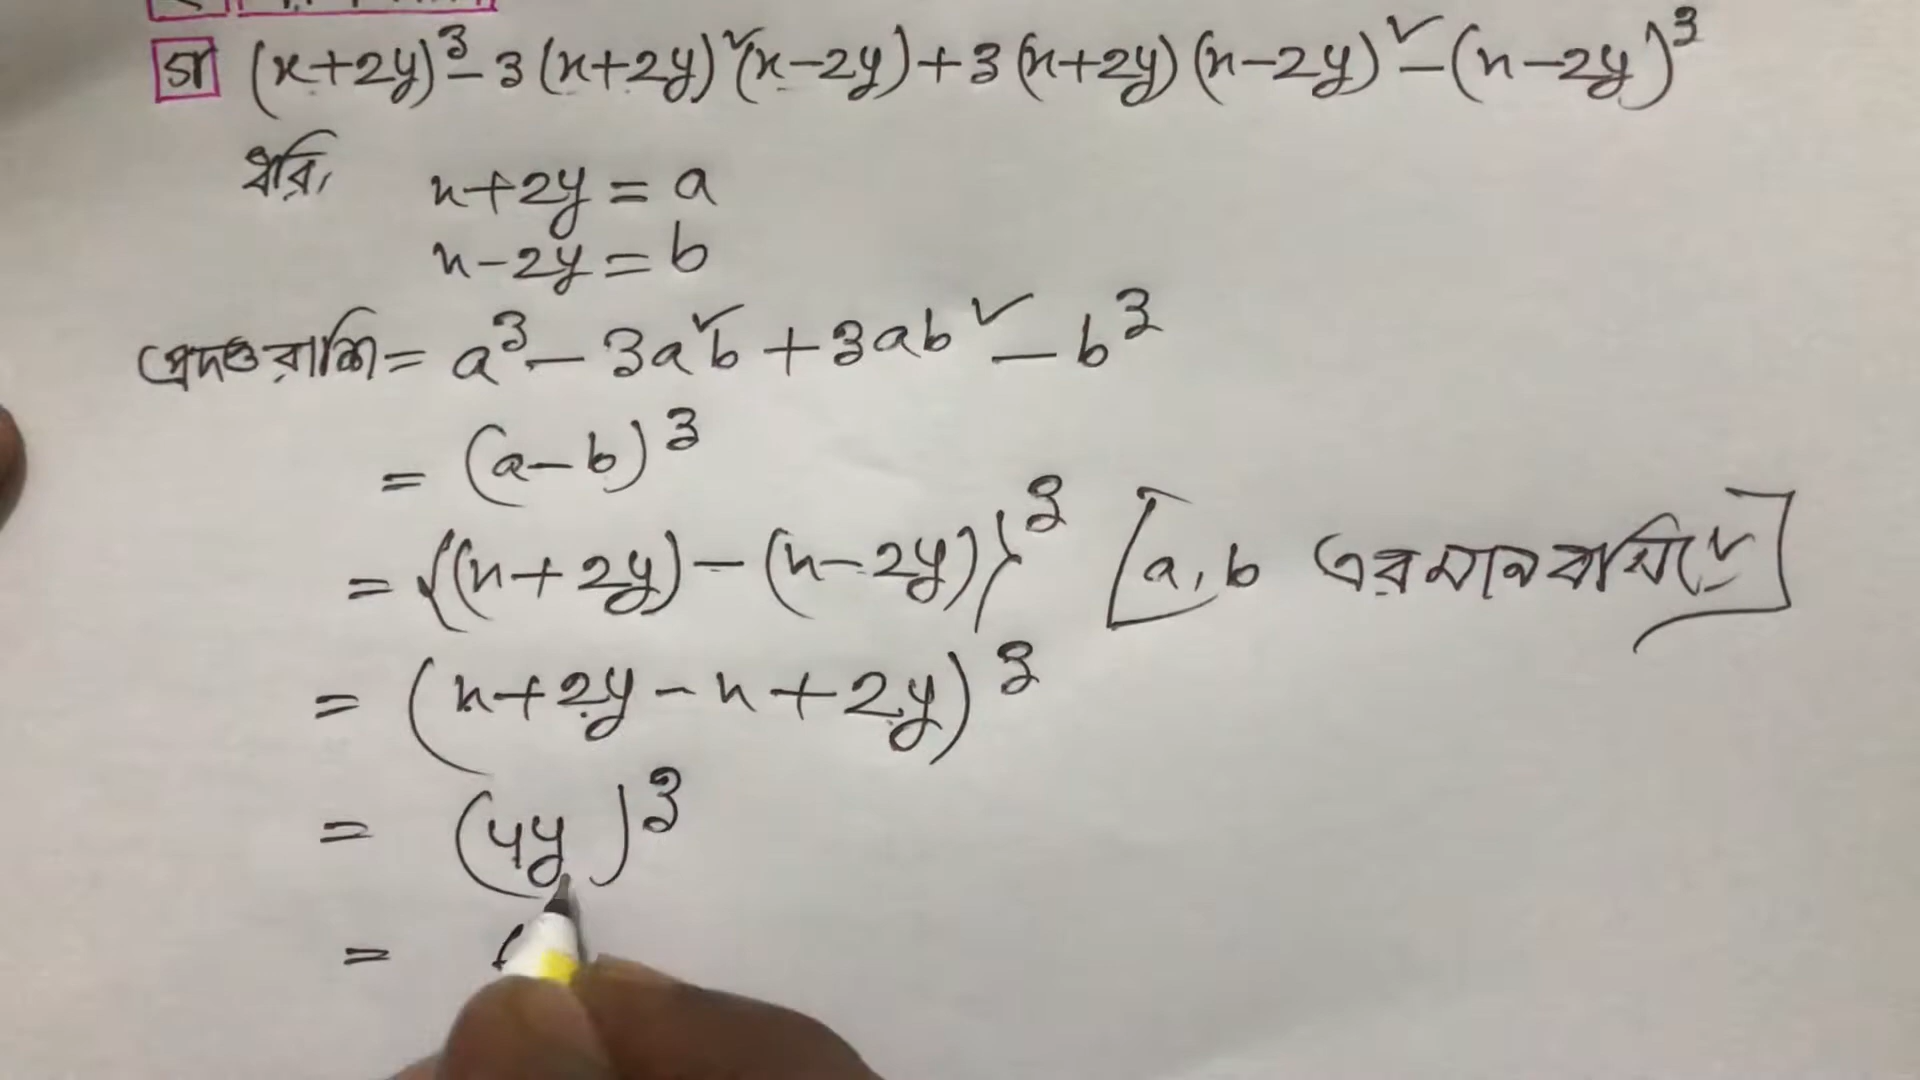 ঙ (x+2y)³-3(x+2y)²(x-2y)+3(x+2y)(x-2y)²-(x-2y)³
ধরি, x+2y=a
x-2y=b
প্রদত্ত রাশি = a³-3a²b+3ab²-b³
= (a-b)³
= {(x+2y)-(x-2y)}³ [a, b এর মান বসিয়ে]
= (x+2y-x+2y)³
= (4y)³
=